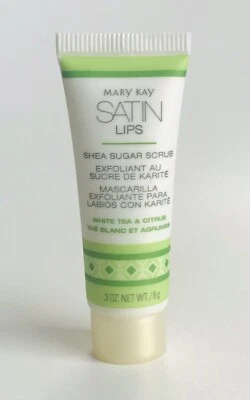 MARY KAY
SATIN
LIPS
SHEA SUGAR SCRUB
EXFOLIANT AU
SUCRE DE KARITÉ
MASCARILLA
EXFOLIANTE PARA
LABIOS CON KARITÉ
WHITE TEA & CITRUS
THÉ BLANC ET AGRUMES
.3 OZ. NET WT./8g